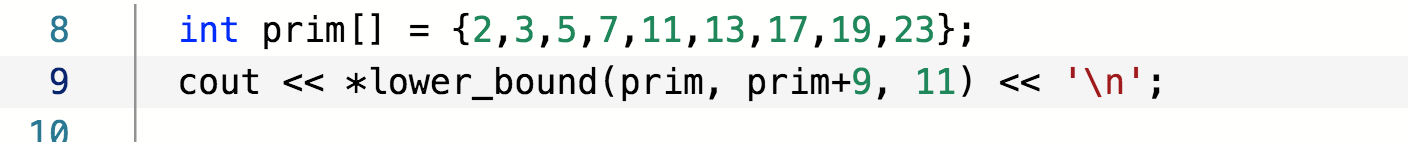 8 int prim[] = {2,3,5,7,11,13,17,19,23};
9 cout << *lower_bound(prim, prim+9, 11) << '\n';
10